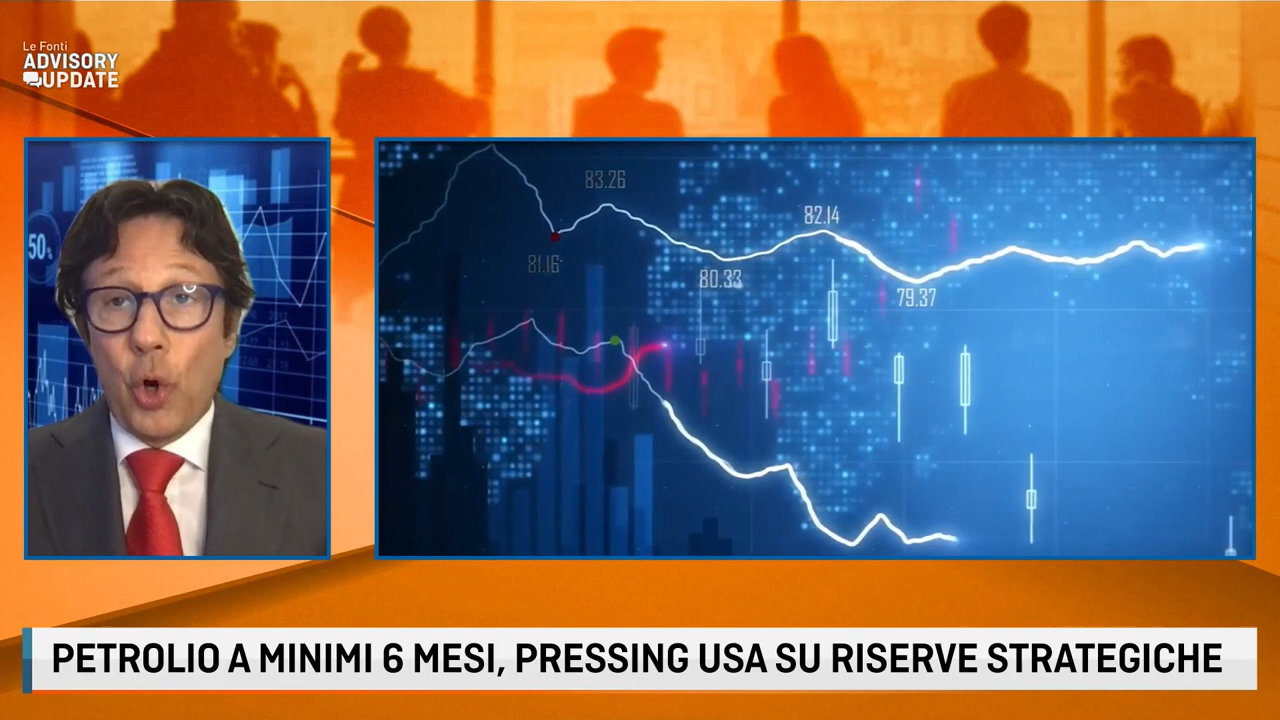 Le Fonti
ADVISORY
UPDATE
50%
83.26
82.14
81.16
80.33
79.37
PETROLIO A MINIMI 6 MESI, PRESSING USA SU RISERVE STRATEGICHE